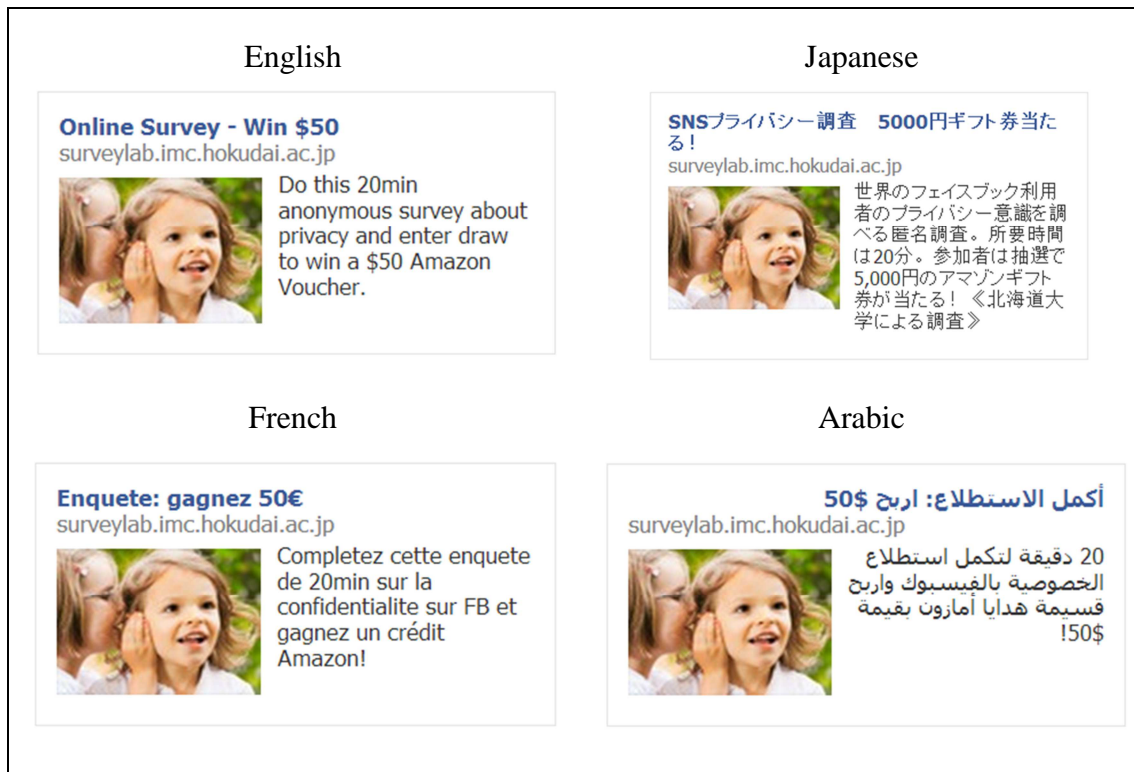 English
Online Survey - Win $50
surveylab.imc.hokudai.ac.jp
Do this 20min
anonymous survey about
privacy and enter draw
to win a $50 Amazon
Voucher.
Japanese
SNSプライバシー調査　5000円ギフト券当た
る！
surveylab.imc.hokudai.ac.jp
世界のフェイスブック利用
者のプライバシー意識を調
べる匿名調査。所要時間
は20分。参加者は抽選で
5,000円のアマゾンギフト
券が当たる！《北海道大
学による調査》
French
Enquete: gagnez 50€
surveylab.imc.hokudai.ac.jp
Completez cette enquete
de 20min sur la
confidentialite sur FB et
gagnez un crédit
Amazon!
Arabic
أكمل الاستطلاع: اربح $50
surveylab.imc.hokudai.ac.jp
20 دقيقة لتكمل استطلاع
الخصوصية بالفيسبوك واربح
قسيمة هدايا أمازون بقيمة
50$!